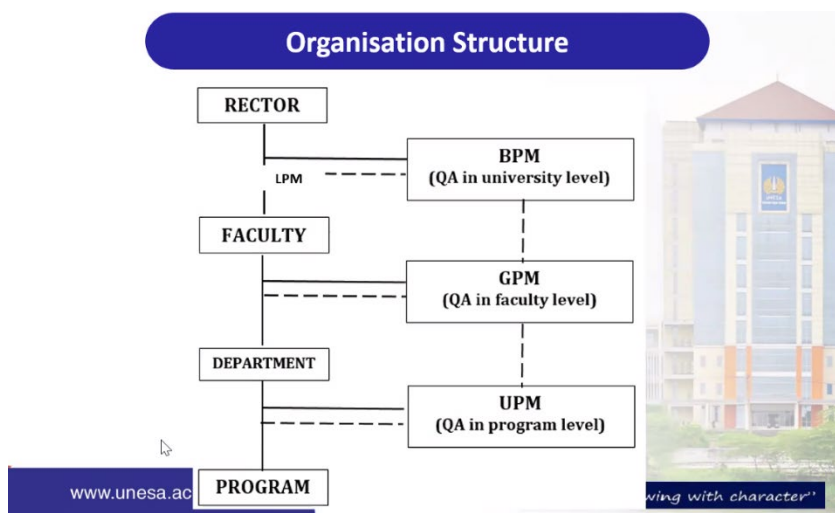 Organisation Structure
RECTOR
BPM
(QA in university level)
LPM
FACULTY
GPM
(QA in faculty level)
DEPARTMENT
UPM
(QA in program level)
PROGRAM
www.unesa.ac
wing with character"